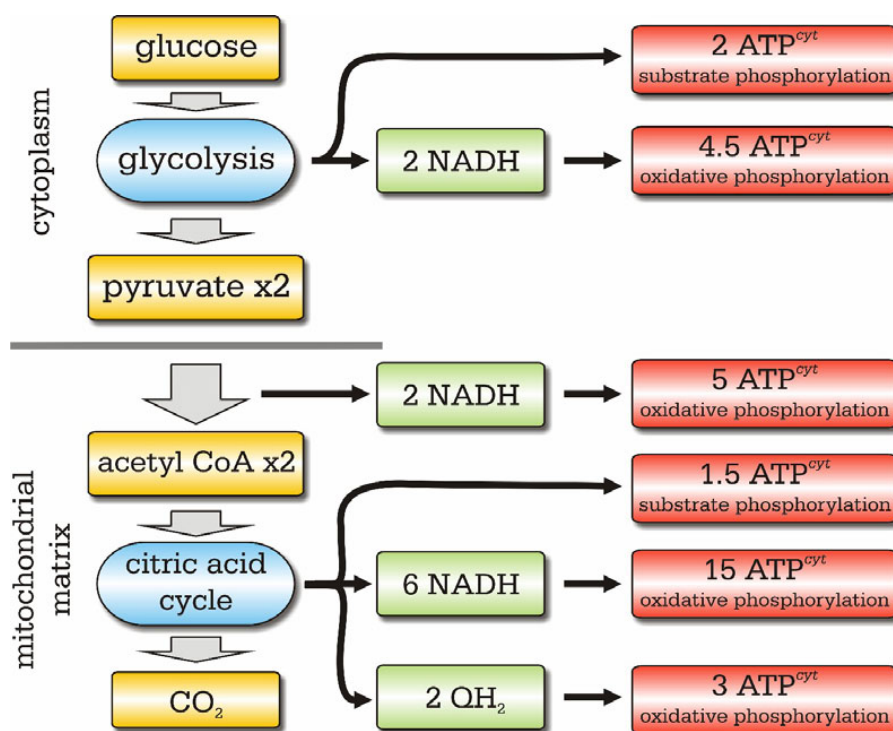 glucose
2 ATP^cyt
substrate phosphorylation
cytoplasm
glycolysis
2 NADH
4.5 ATP^cyt
oxidative phosphorylation
pyruvate x2
2 NADH
5 ATP^cyt
oxidative phosphorylation
mitochondrial
matrix
acetyl CoA x2
1.5 ATP^cyt
substrate phosphorylation
citric acid
cycle
6 NADH
15 ATP^cyt
oxidative phosphorylation
CO₂
2 QH₂
3 ATP^cyt
oxidative phosphorylation